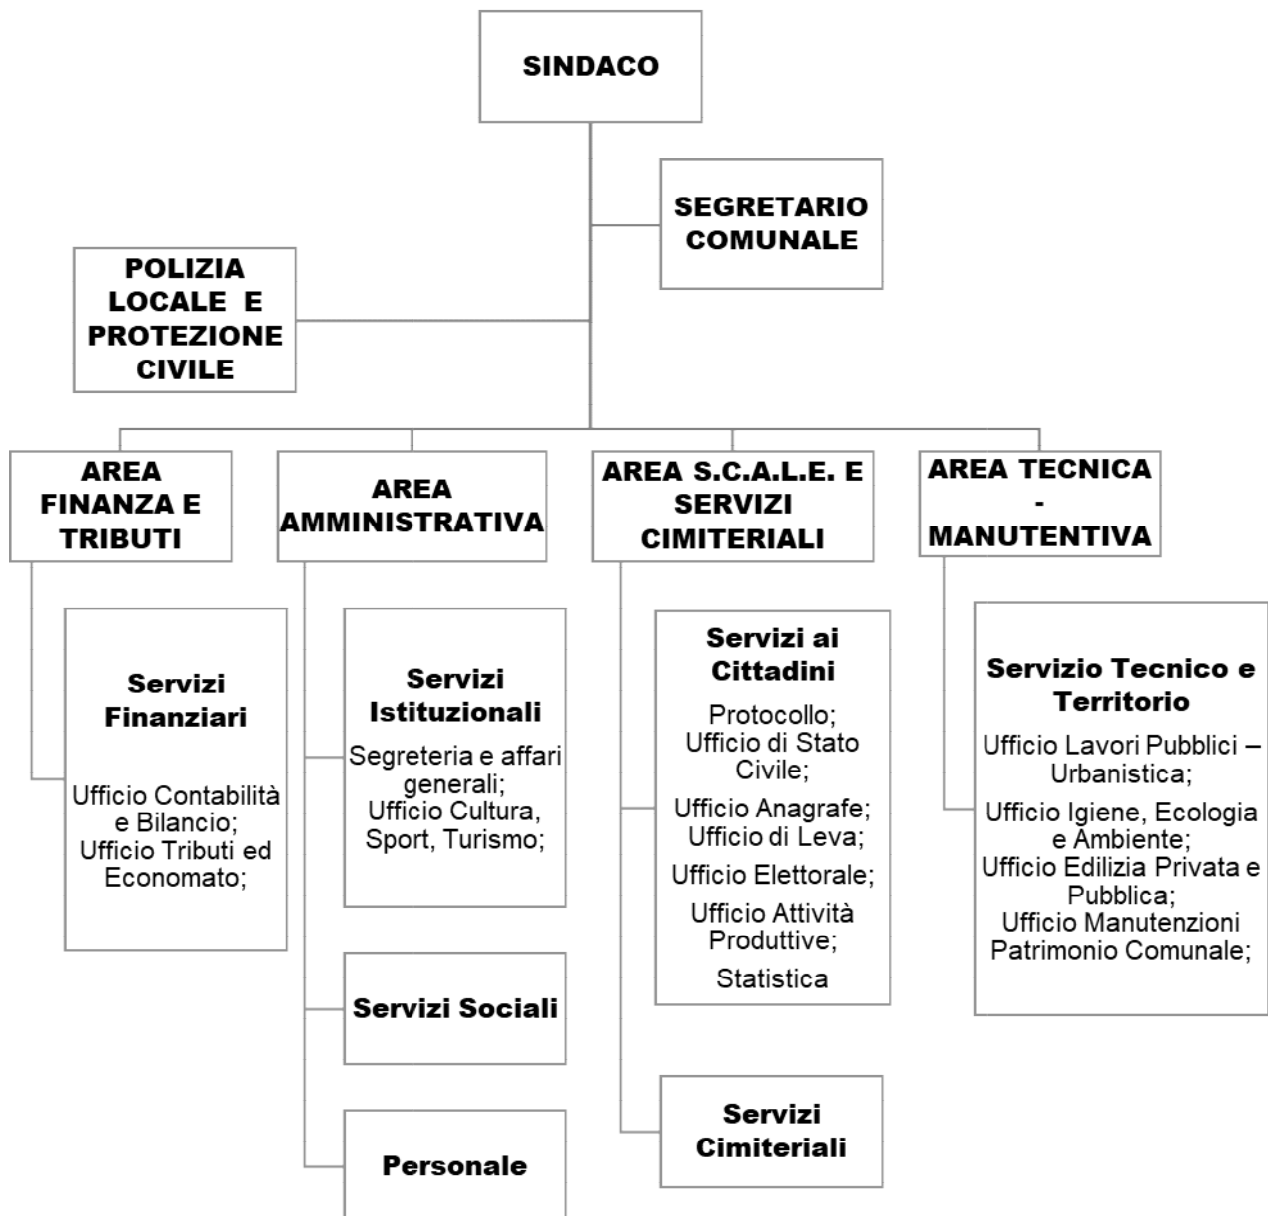 SINDACO
SEGRETARIO
COMUNALE
POLIZIA
LOCALE E
PROTEZIONE
CIVILE
AREA
FINANZA E
TRIBUTI
AREA
AMMINISTRATIVA
AREA S.C.A.L.E. E
SERVIZI
CIMITERIALI
AREA TECNICA
-
MANUTENTIVA
Servizi
Finanziari
Ufficio Contabilità
e Bilancio;
Ufficio Tributi ed
Economato;
Servizi
Istituzionali
Segreteria e affari
generali;
Ufficio Cultura,
Sport, Turismo;
Servizi Sociali
Personale
Servizi ai
Cittadini
Protocollo;
Ufficio di Stato
Civile;
Ufficio Anagrafe;
Ufficio di Leva;
Ufficio Elettorale;
Ufficio Attività
Produttive;
Statistica
Servizi
Cimiteriali
Servizio Tecnico e
Territorio
Ufficio Lavori Pubblici –
Urbanistica;
Ufficio Igiene, Ecologia
e Ambiente;
Ufficio Edilizia Privata e
Pubblica;
Ufficio Manutenzioni
Patrimonio Comunale;